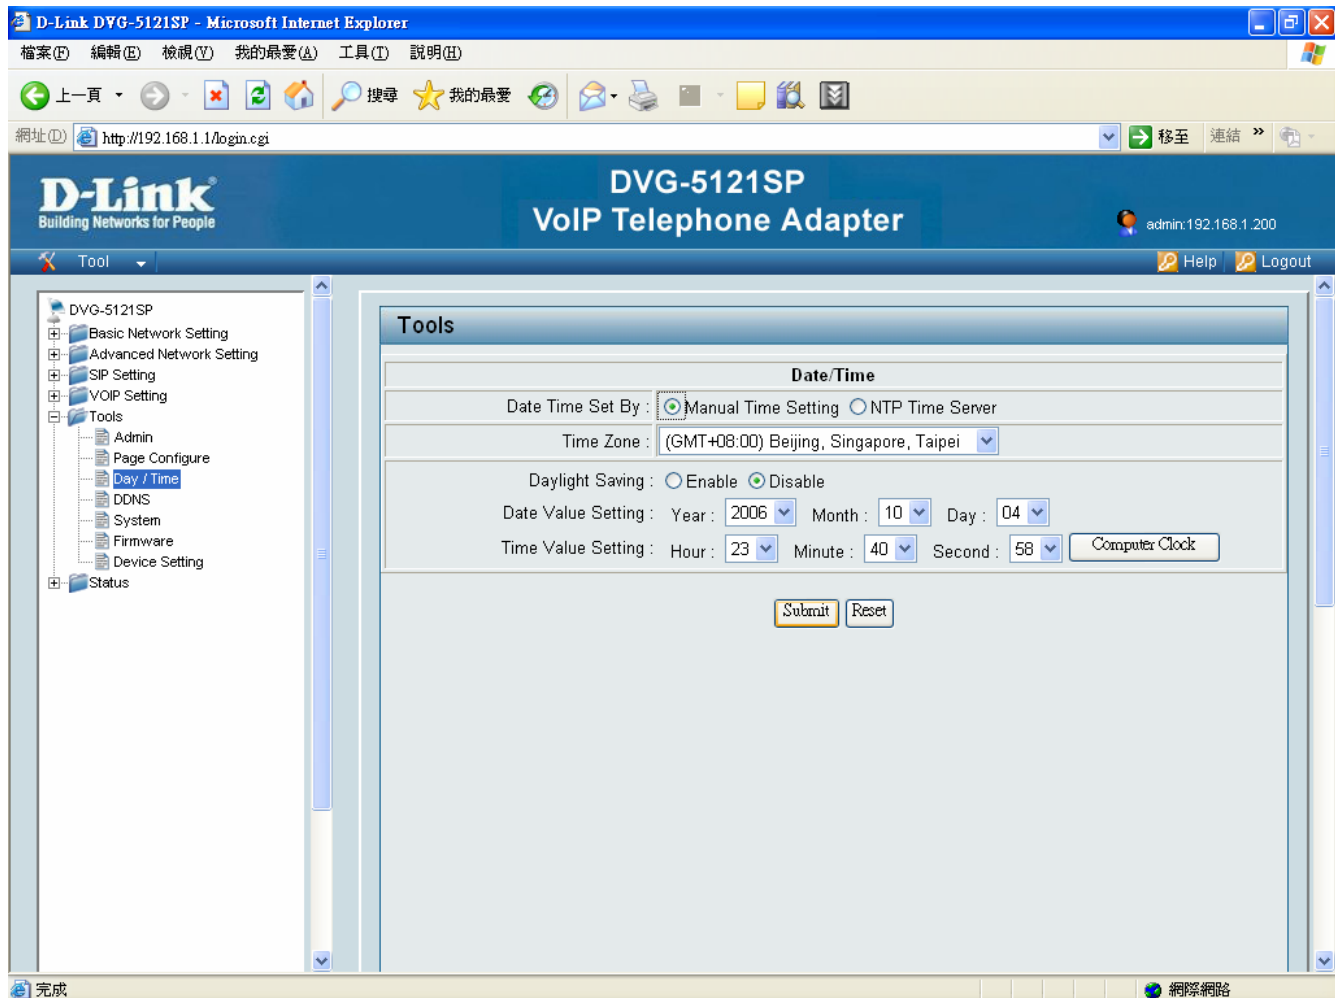 D-Link DVG-5121SP - Microsoft Internet Explorer
檔案(F) 編輯(E) 檢視(V) 我的最愛(A) 工具(T) 說明(H)
上一頁 搜尋 我的最愛
網址(D) http://192.168.1.1/login.cgi 移至 連結 »
D-Link®
Building Networks for People
DVG-5121SP
VoIP Telephone Adapter
admin:192.168.1.200
Tool Help Logout
DVG-5121SP
Basic Network Setting
Advanced Network Setting
SIP Setting
VOIP Setting
Tools
Admin
Page Configure
Day / Time
DDNS
System
Firmware
Device Setting
Status
Tools
Date/Time
Date Time Set By : Manual Time Setting NTP Time Server
Time Zone : (GMT+08:00) Beijing, Singapore, Taipei
Daylight Saving : Enable Disable
Date Value Setting : Year : 2006 Month : 10 Day : 04
Time Value Setting : Hour : 23 Minute : 40 Second : 58 Computer Clock
Submit Reset
完成 網際網路